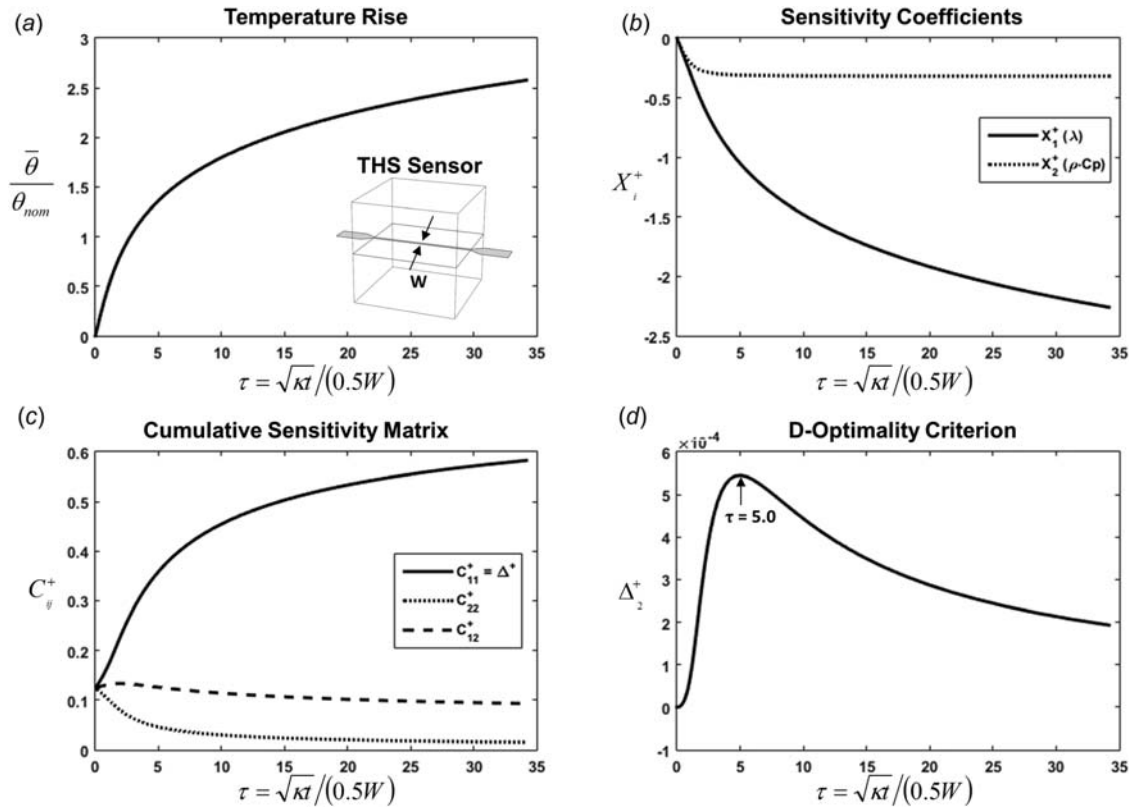 (a)
Temperature Rise
3
2.5
2
1.5
1
0.5
0
θ̄
θnom
THS Sensor
W
0 5 10 15 20 25 30 35
τ = √κt/(0.5W)
(b)
Sensitivity Coefficients
0
-0.5
-1
-1.5
-2
-2.5
X_i^+
X_1^+ (λ)
X_2^+ (ρ-Cp)
0 5 10 15 20 25 30 35
τ = √κt/(0.5W)
(c)
Cumulative Sensitivity Matrix
0.6
0.5
0.4
0.3
0.2
0.1
0
C_ij^+
C_11^+ = Δ^+
C_22^+
C_12^+
0 5 10 15 20 25 30 35
τ = √κt/(0.5W)
(d)
D-Optimality Criterion
×10^-4
6
5
4
3
2
1
0
-1
Δ_2^+
τ = 5.0
0 5 10 15 20 25 30 35
τ = √κt/(0.5W)